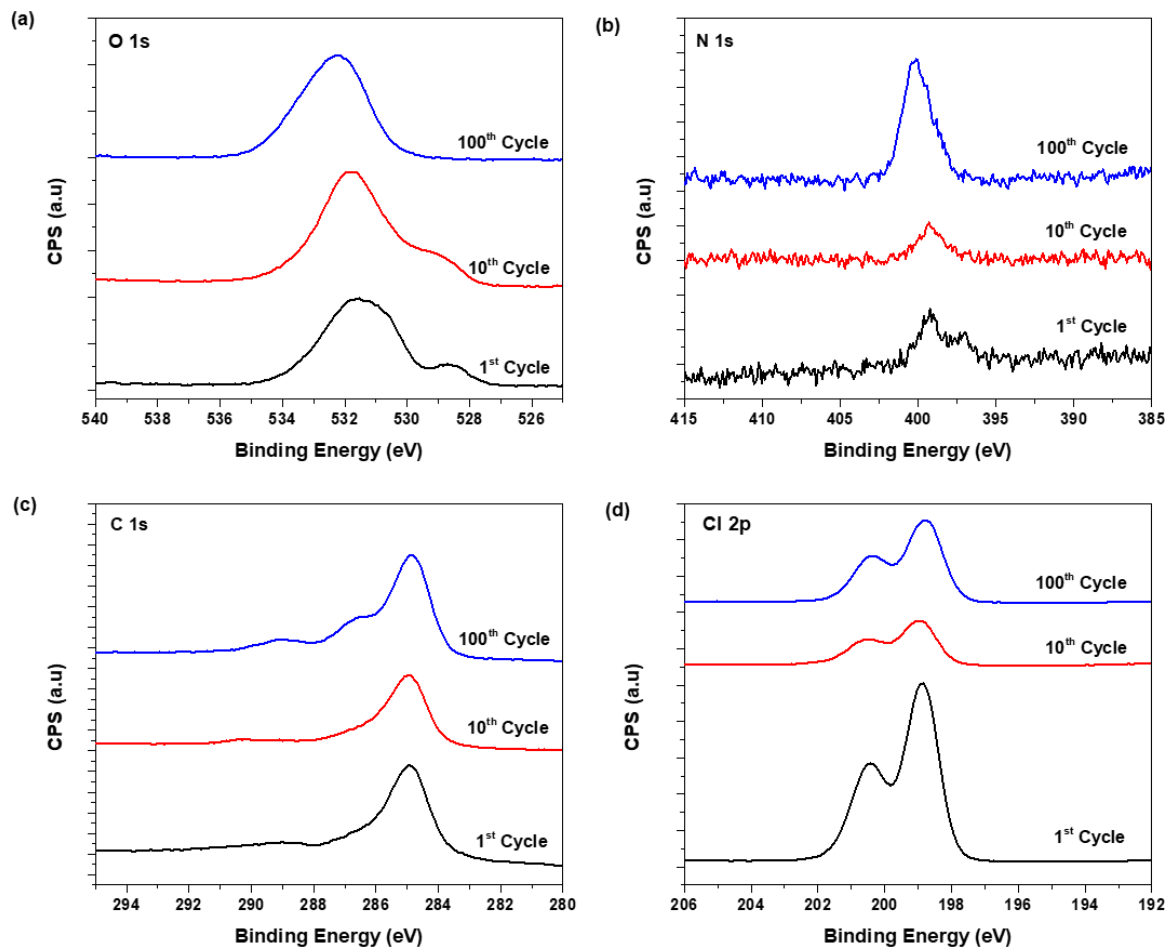 (a)
O 1s
100th Cycle
10th Cycle
1st Cycle
CPS (a.u)
540 538 536 534 532 530 528 526
Binding Energy (eV)
(b)
N 1s
100th Cycle
10th Cycle
1st Cycle
CPS (a.u)
415 410 405 400 395 390 385
Binding Energy (eV)
(c)
C 1s
100th Cycle
10th Cycle
1st Cycle
CPS (a.u)
294 292 290 288 286 284 282 280
Binding Energy (eV)
(d)
Cl 2p
100th Cycle
10th Cycle
1st Cycle
CPS (a.u)
206 204 202 200 198 196 194 192
Binding Energy (eV)